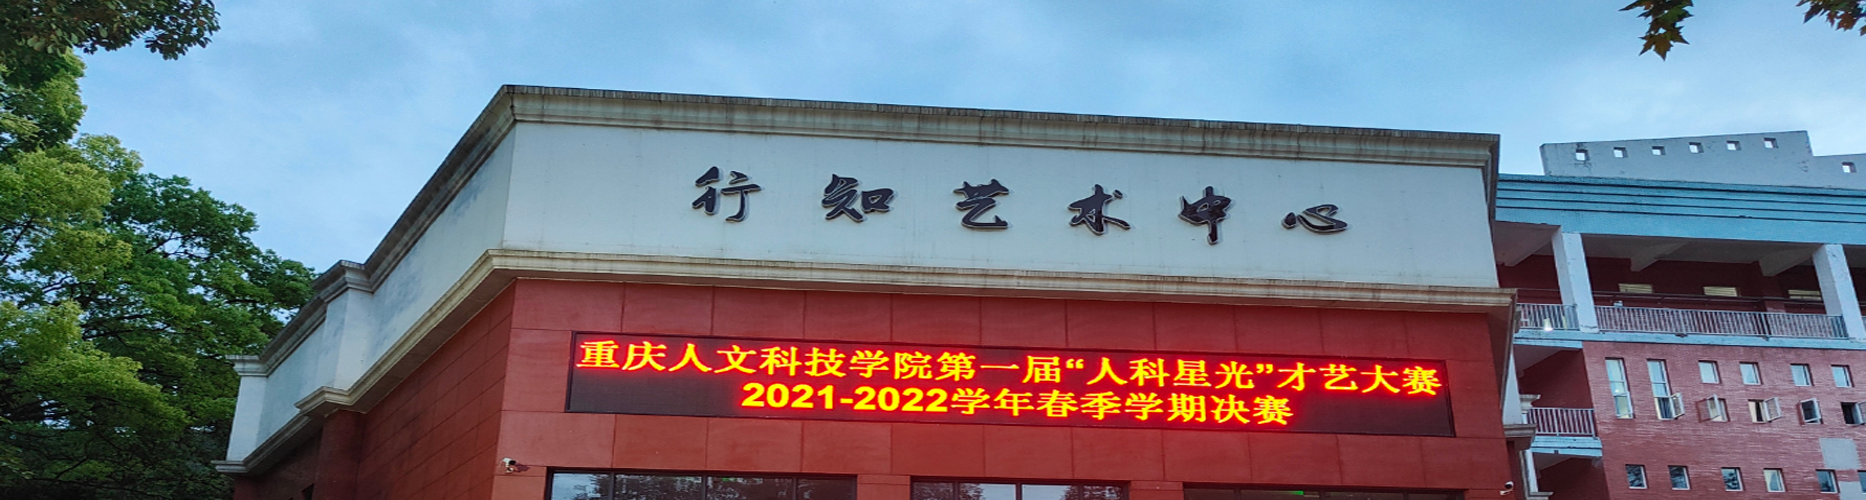 行知艺术中心
重庆人文科技学院第一届“人科星光”才艺大赛
2021-2022学年春季学期决赛